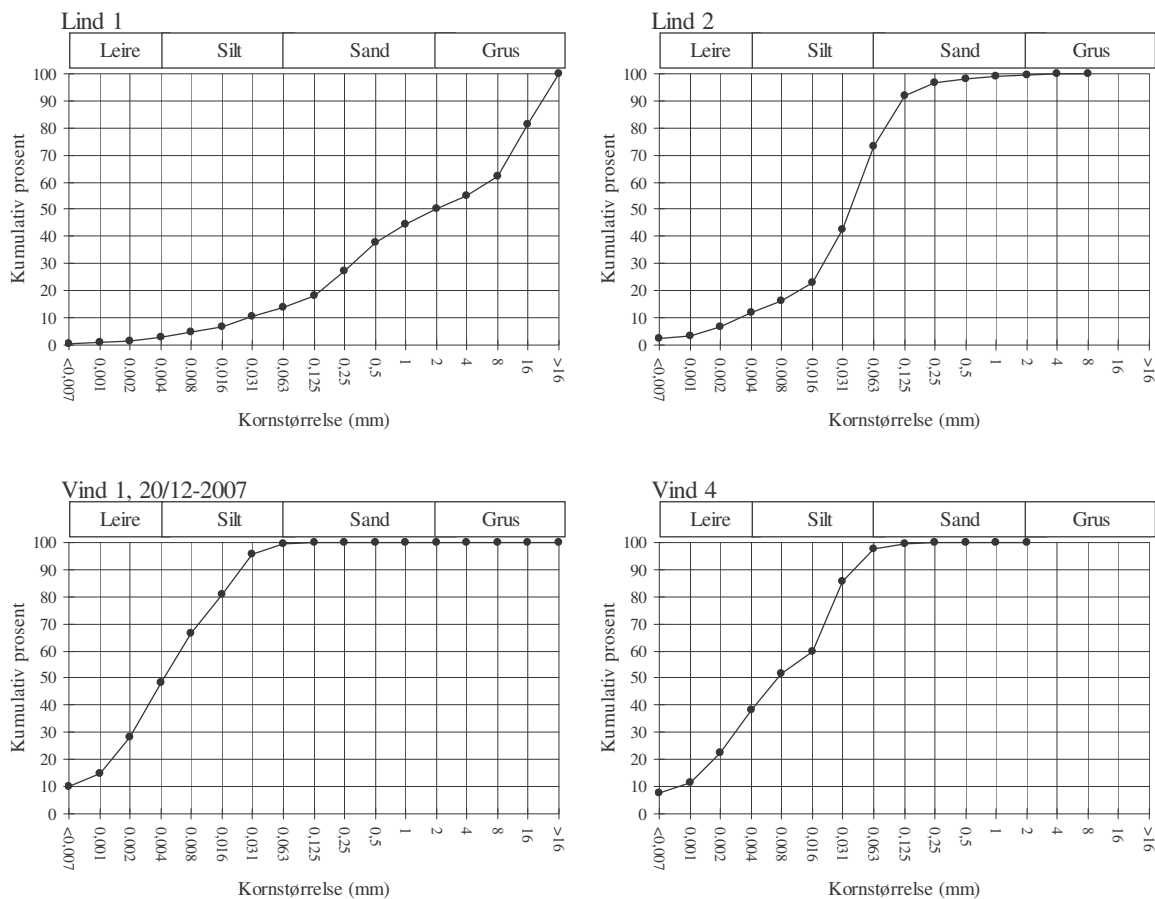 Lind 1
Leire Silt Sand Grus
100
90
80
70
60
50
40
30
20
10
0
Kumulativ prosent
<0,007 0,001 0.002 0.004 0.008 0,016 0,031 0,063 0,125 0,25 0,5 1 2 4 8 16 >16
Kornstørrelse (mm)
Lind 2
Leire Silt Sand Grus
100
90
80
70
60
50
40
30
20
10
0
Kumulativ prosent
<0,007 0,001 0.002 0.004 0.008 0,016 0,031 0,063 0,125 0,25 0,5 1 2 4 8 16 >16
Kornstørrelse (mm)
Vind 1, 20/12-2007
Leire Silt Sand Grus
100
90
80
70
60
50
40
30
20
10
0
Kumulativ prosent
<0,007 0,001 0.002 0.004 0.008 0,016 0,031 0,063 0,125 0,25 0,5 1 2 4 8 16 >16
Kornstørrelse (mm)
Vind 4
Leire Silt Sand Grus
100
90
80
70
60
50
40
30
20
10
0
Kumulativ prosent
<0,007 0,001 0.002 0.004 0.008 0,016 0,031 0,063 0,125 0,25 0,5 1 2 4 8 16 >16
Kornstørrelse (mm)